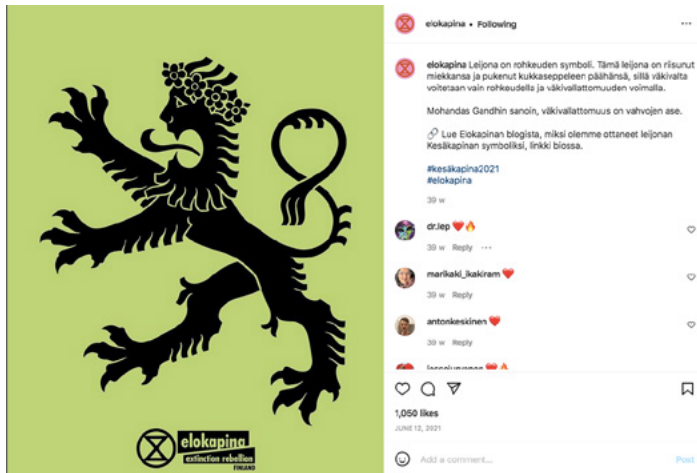 elokapina • Following
elokapina Leijona on rohkeuden symboli. Tämä leijona on riisunut
miekkansa ja pukenut kukkaseppeleen päähänsä, sillä väkivalta
voitetaan vain rohkeudella ja väkivallattomuuden voimalla.
Mohandas Gandhin sanoin, väkivallattomuus on vahvojen ase.
Lue Elokapinan blogista, miksi olemme ottaneet leijonan
Kesäkapinan symboliksi, linkki biossa.
#kesäkapina2021
#elokapina
39 w
dr.lep
39 w Reply
marikaki_ikakiram
39 w Reply
antonkeskinen
39 w Reply
1,050 likes
JUNE 12, 2021
Add a comment...
Post
elokapina
extinction rebellion
FINLAND